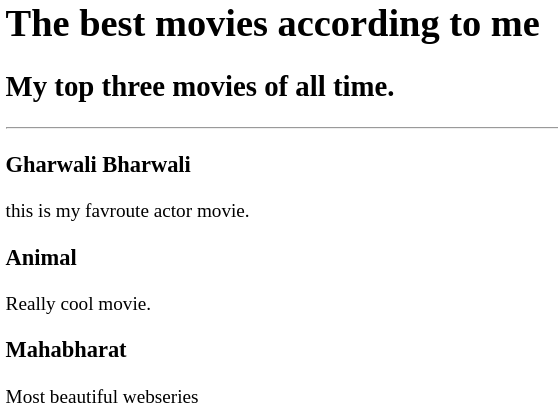 The best movies according to me
My top three movies of all time.
Gharwali Bharwali
this is my favroute actor movie.
Animal
Really cool movie.
Mahabharat
Most beautiful webseries